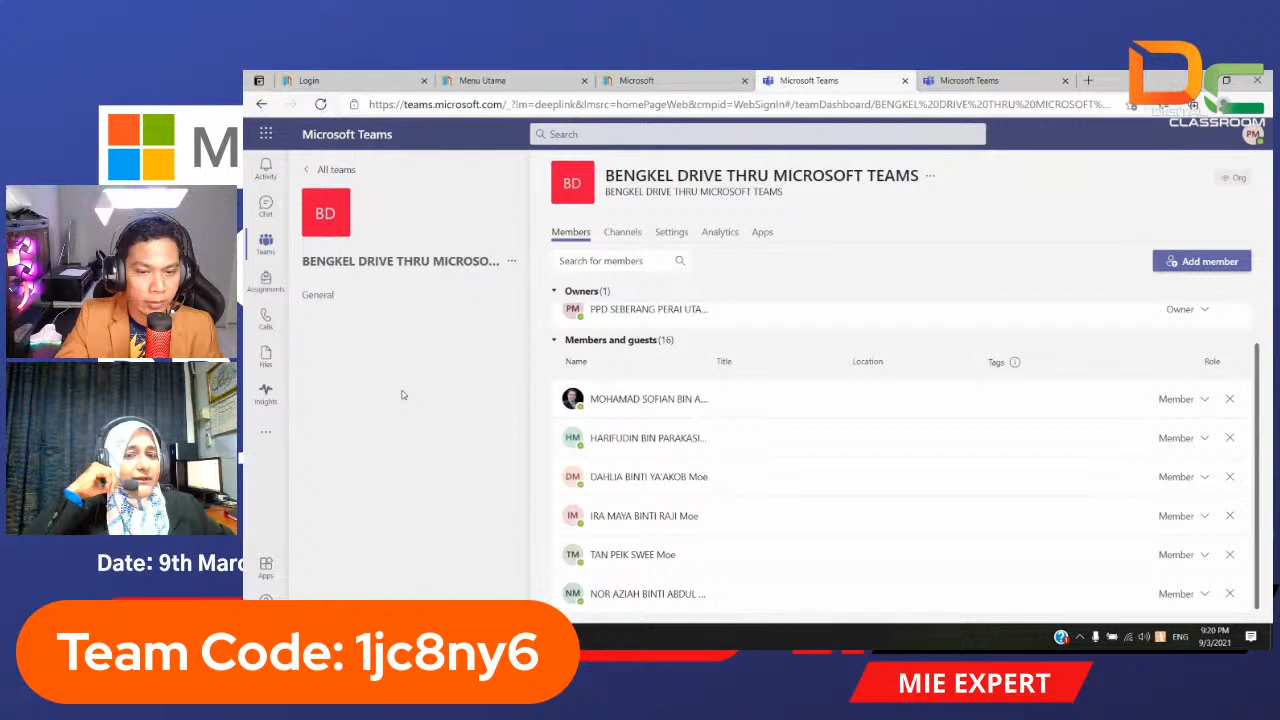 DC
DIGITAL
CLASSROOM
Login
Menu Utama
Microsoft
Microsoft Teams
Microsoft Teams
https://teams.microsoft.com/_?lm=deeplink&lmsrc=homePageWeb&cmpid=WebSignIn#/teamDashboard/BENGKEL%20DRIVE%20THRU%20MICROSOFT%...
Microsoft Teams
Search
PM
M
Activity
Chat
Teams
Assignments
Calls
Files
Insights
Apps
All teams
BD
BENGKEL DRIVE THRU MICROSO... ...
General
BD
BENGKEL DRIVE THRU MICROSOFT TEAMS ...
BENGKEL DRIVE THRU MICROSOFT TEAMS
Org
Members Channels Settings Analytics Apps
Search for members
Add member
Owners (1)
PM PPD SEBERANG PERAI UTA... Owner
Members and guests (16)
Name Title Location Tags Role
MOHAMAD SOFIAN BIN A... Member
HM HARIFUDIN BIN PARAKASI... Member
DM DAHLIA BINTI YA'AKOB Moe Member
IM IRA MAYA BINTI RAJI Moe Member
TM TAN PEIK SWEE Moe Member
NM NOR AZIAH BINTI ABDUL ... Member
ENG
9:20 PM
9/3/2021
Date: 9th Marc
Team Code: 1jc8ny6
MIE EXPERT